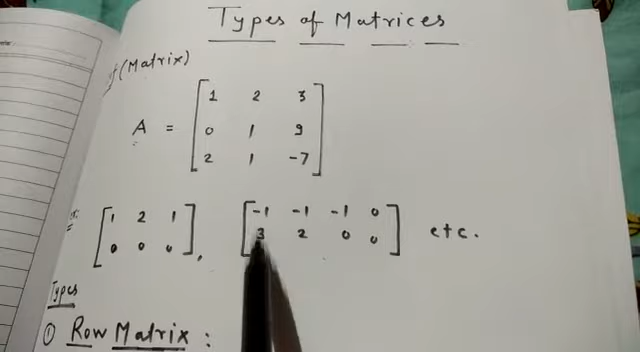 Types of Matrices
(Matrix)
A = [ 1 2 3
0 1 9
2 1 -7 ]
[ 1 2 1
0 0 0 ], [ -1 -1 -1 0
3 2 0 0 ] etc.
Types
① Row Matrix :